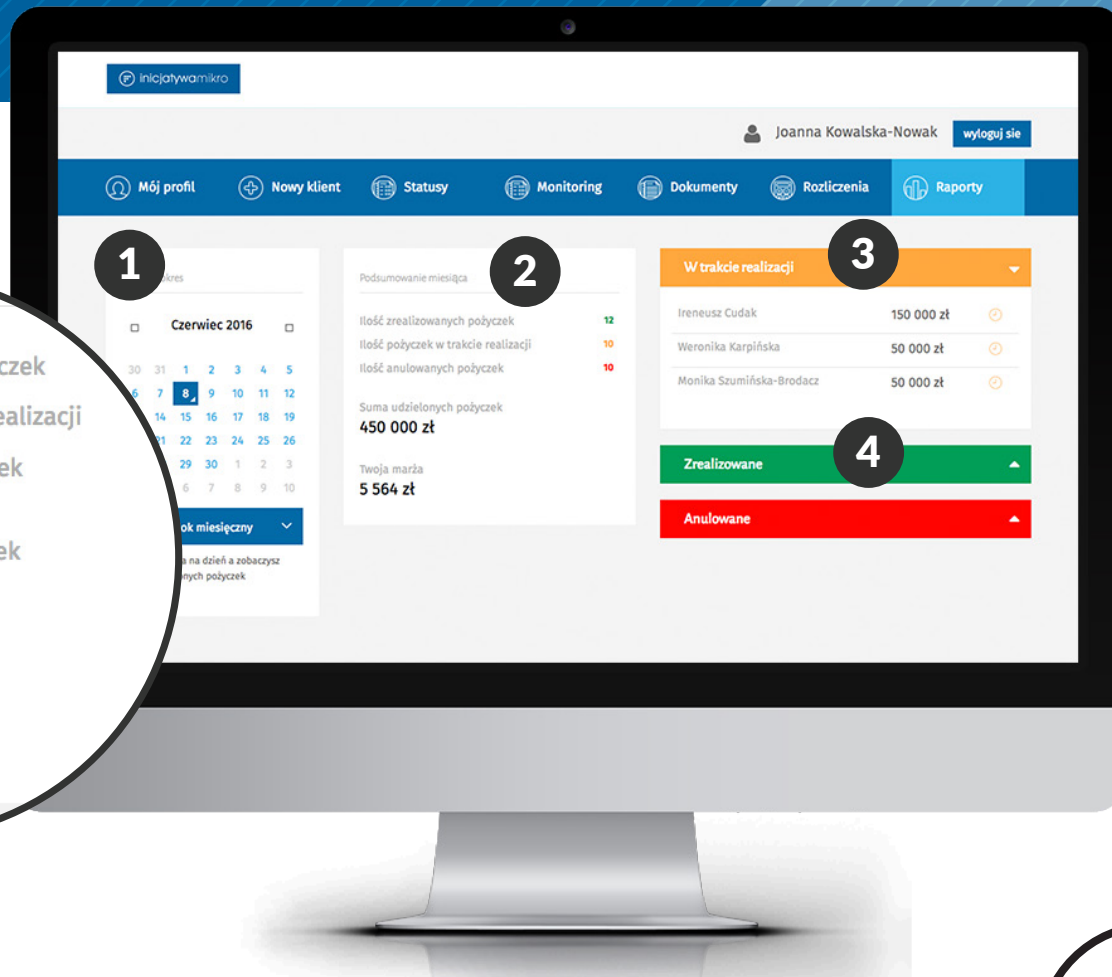 inicjatywamikro
Joanna Kowalska-Nowak
wyloguj sie
Mój profil
Nowy klient
Statusy
Monitoring
Dokumenty
Rozliczenia
Raporty
1
Czerwiec 2016
30 31 1 2 3 4 5
6 7 8 9 10 11 12
14 15 16 17 18 19
21 22 23 24 25 26
29 30 1 2 3
6 7 8 9 10
miesięczny
na dzień a zobaczysz
pożyczek
2
Podsumowanie miesiąca
Ilość zrealizowanych pożyczek 12
Ilość pożyczek w trakcie realizacji 10
Ilość anulowanych pożyczek 10
Suma udzielonych pożyczek
450 000 zł
Twoja marża
5 564 zł
3
W trakcie realizacji
Ireneusz Cudak 150 000 zł
Weronika Karpińska 50 000 zł
Monika Szumińska-Brodacz 50 000 zł
4
Zrealizowane
Anulowane
czek
ealizacji
ek
ek